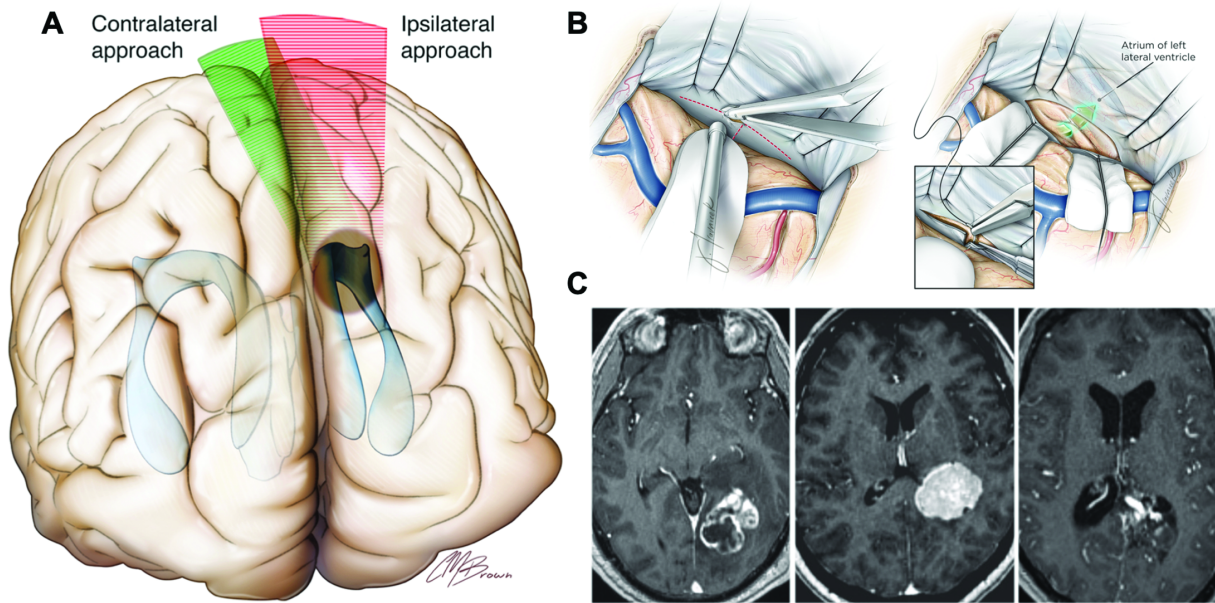 A
Contralateral
approach
Ipsilateral
approach
CMBrown
B
Atrium of left
lateral ventricle
C